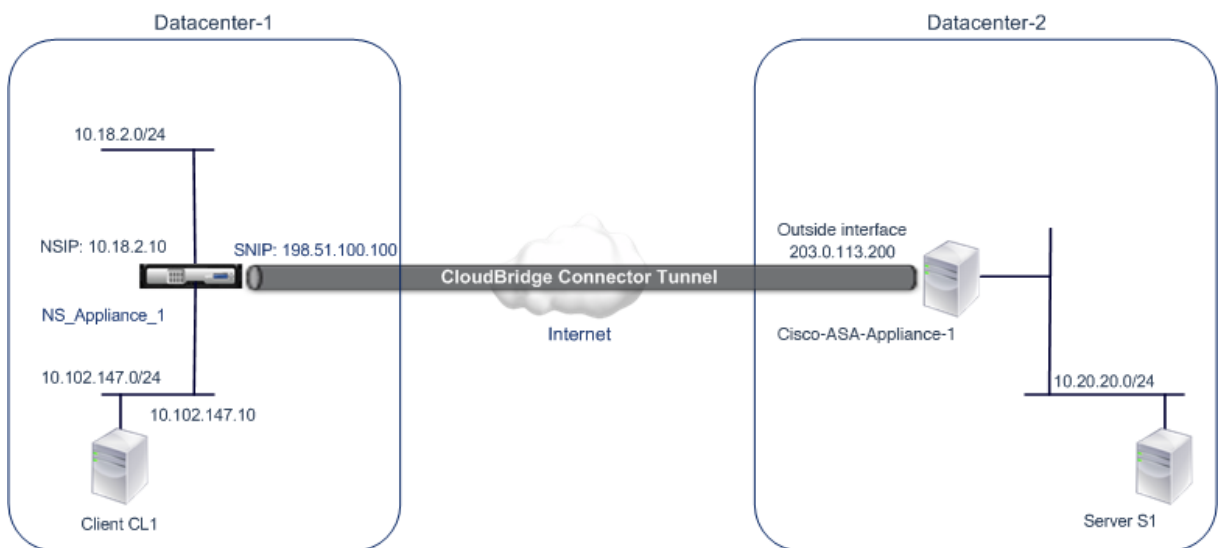 Datacenter-1
Datacenter-2
10.18.2.0/24
NSIP: 10.18.2.10
SNIP: 198.51.100.100
NS_Appliance_1
10.102.147.0/24
10.102.147.10
Client CL1
CloudBridge Connector Tunnel
Internet
Outside interface
203.0.113.200
Cisco-ASA-Appliance-1
10.20.20.0/24
Server S1